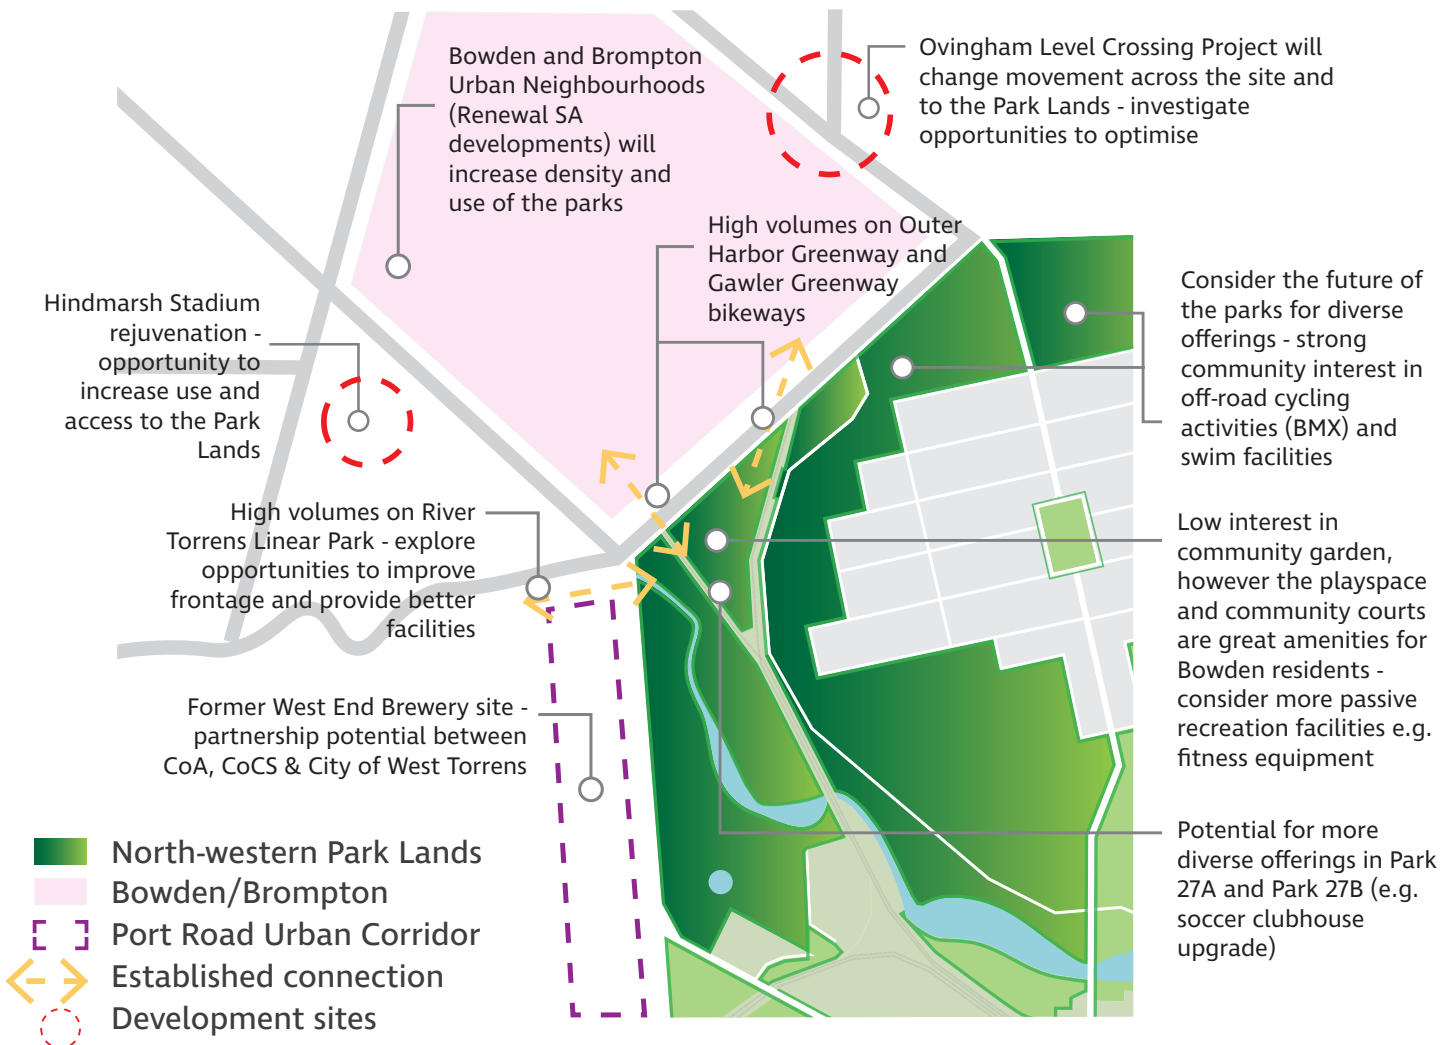 Bowden and Brompton
Urban Neighbourhoods
(Renewal SA
developments) will
increase density and
use of the parks
Ovingham Level Crossing Project will
change movement across the site and
to the Park Lands - investigate
opportunities to optimise
High volumes on Outer
Harbor Greenway and
Gawler Greenway
bikeways
Hindmarsh Stadium
rejuvenation -
opportunity to
increase use and
access to the Park
Lands
Consider the future of
the parks for diverse
offerings - strong
community interest in
off-road cycling
activities (BMX) and
swim facilities
High volumes on River
Torrens Linear Park - explore
opportunities to improve
frontage and provide better
facilities
Low interest in
community garden,
however the playspace
and community courts
are great amenities for
Bowden residents -
consider more passive
recreation facilities e.g.
fitness equipment
Former West End Brewery site -
partnership potential between
CoA, CoCS & City of West Torrens
Potential for more
diverse offerings in Park
27A and Park 27B (e.g.
soccer clubhouse
upgrade)
North-western Park Lands
Bowden/Brompton
Port Road Urban Corridor
Established connection
Development sites